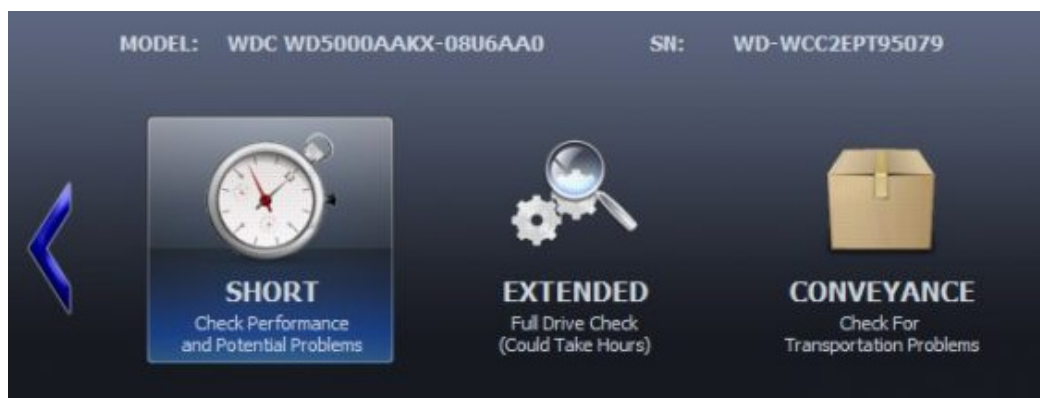 MODEL: WDC WD5000AAKX-08U6AA0 SN: WD-WCC2EPT95079
SHORT
Check Performance
and Potential Problems
EXTENDED
Full Drive Check
(Could Take Hours)
CONVEYANCE
Check For
Transportation Problems